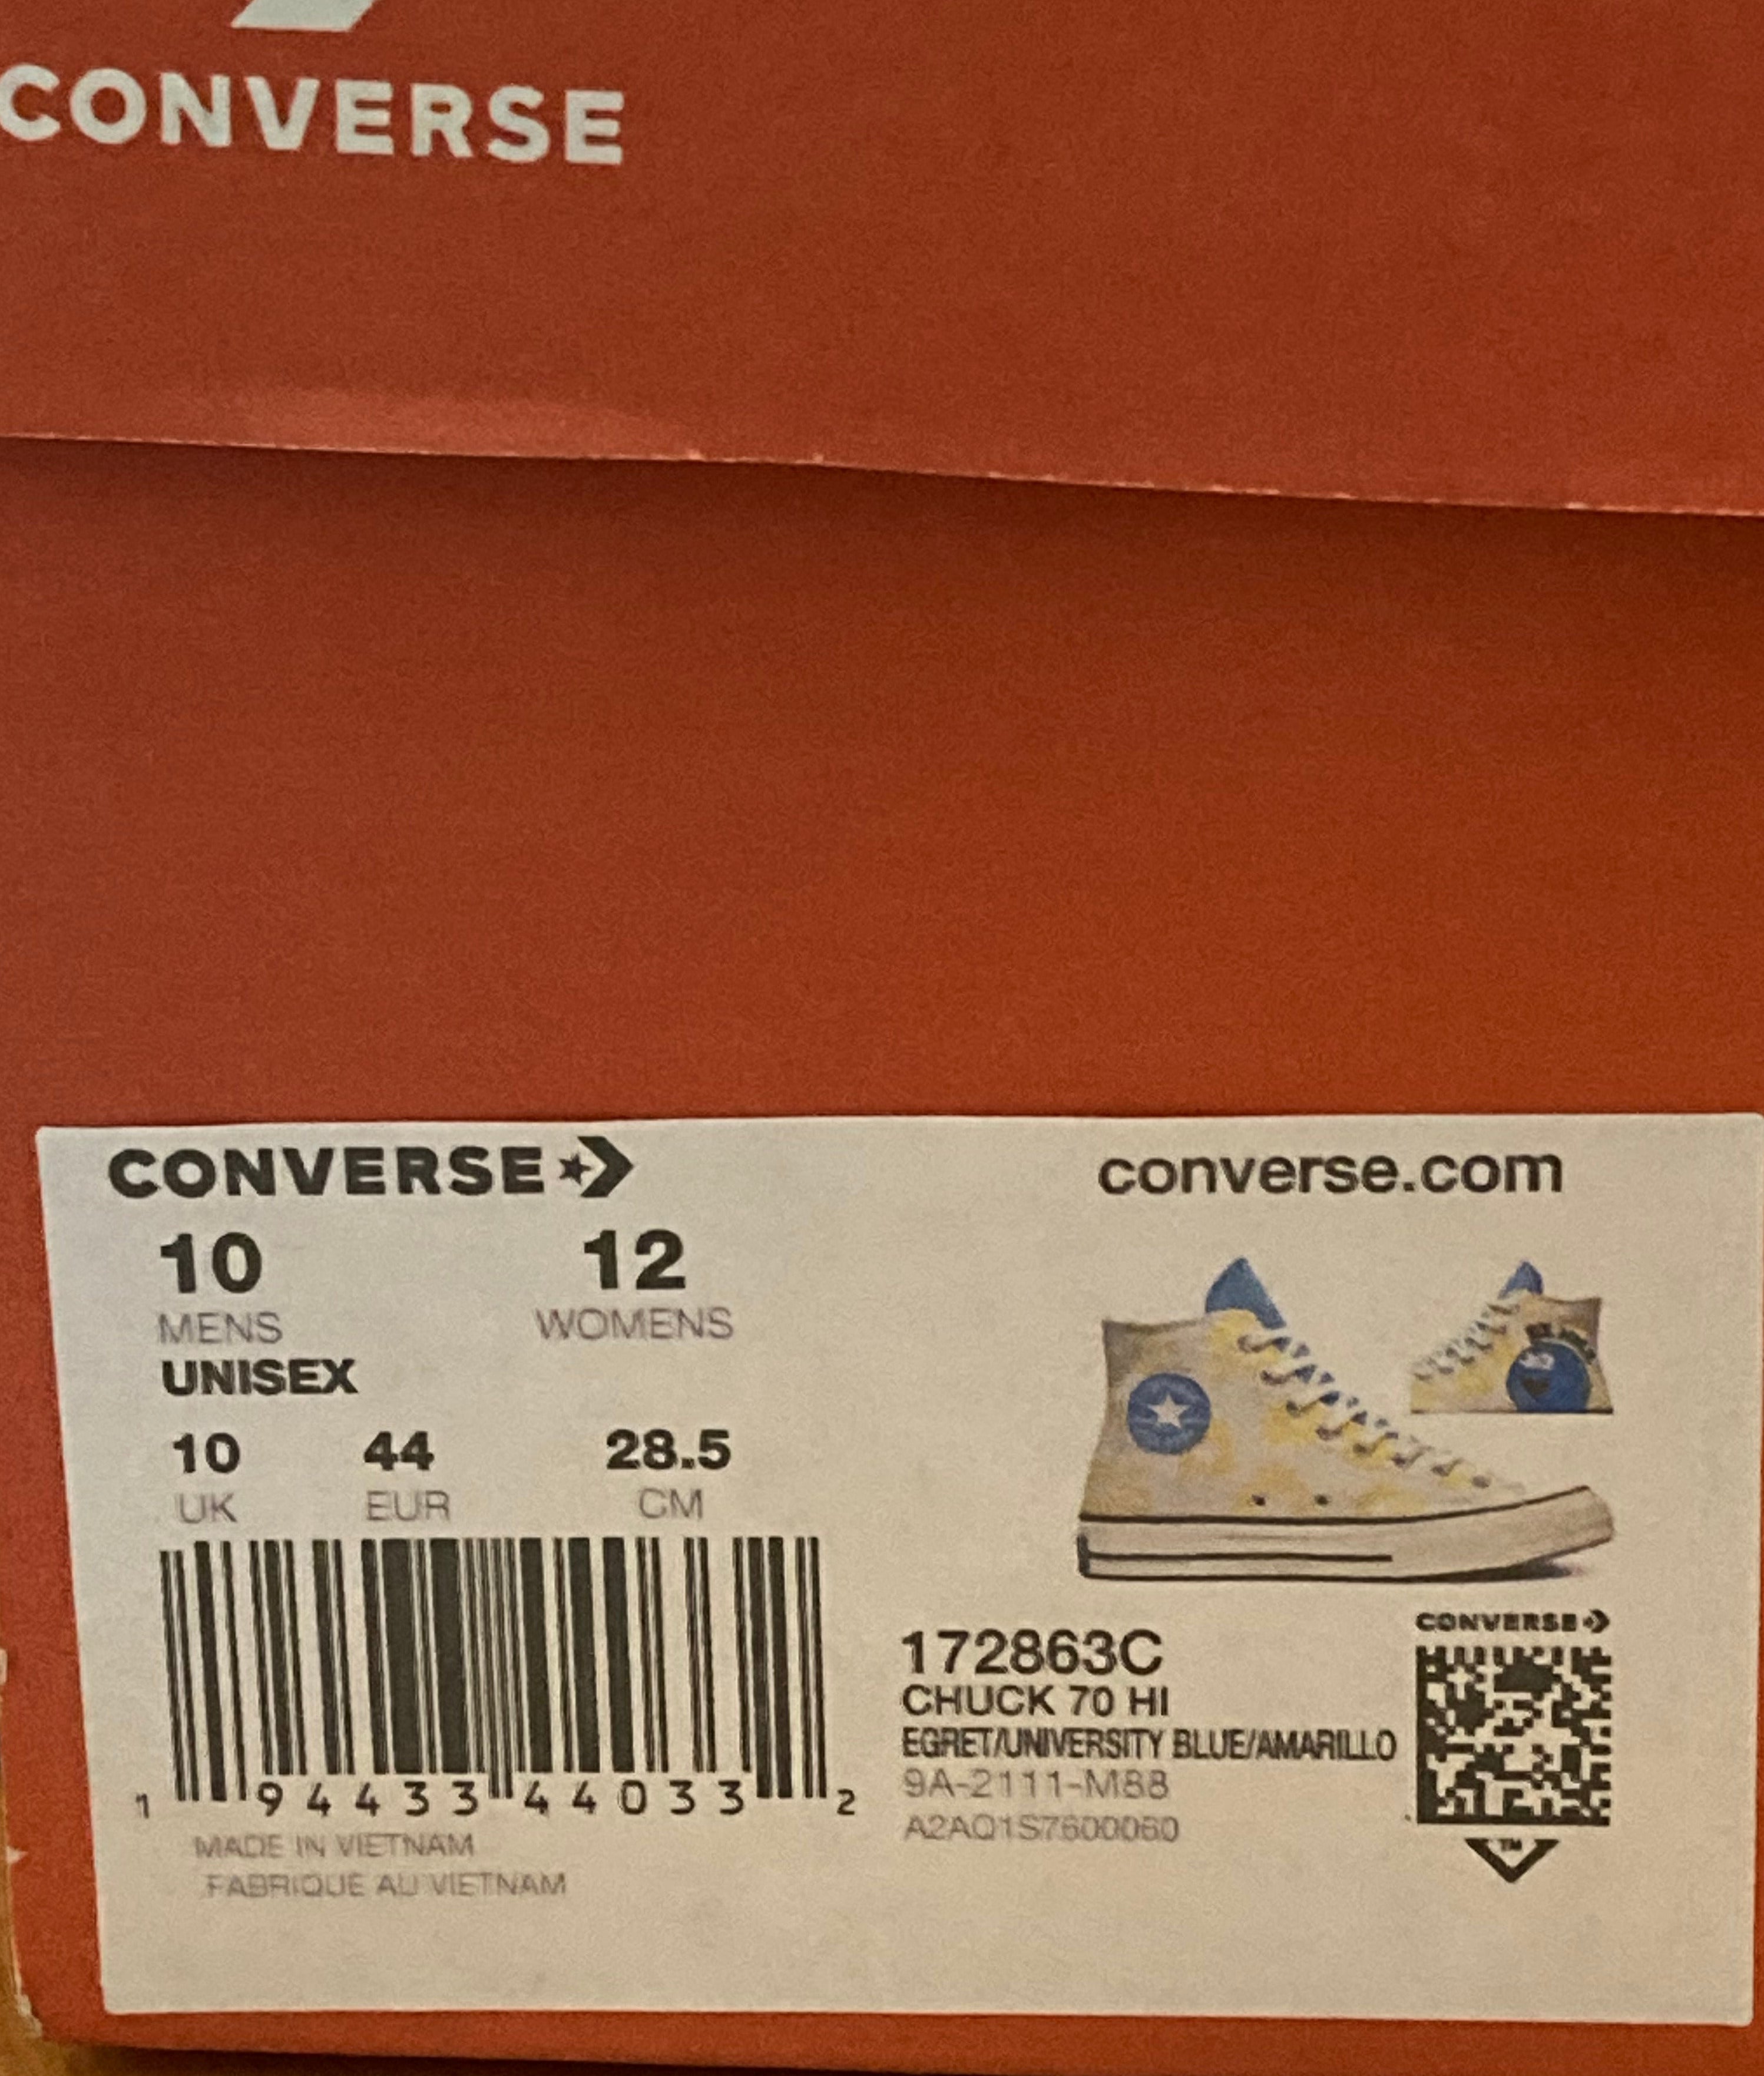 CONVERSE
CONVERSE
converse.com
10 12
MENS WOMENS
UNISEX
10 44 28.5
UK EUR CM
1 94433 44033 2
MADE IN VIETNAM
FABRIQUE AU VIETNAM
172863C
CHUCK 70 HI
EGRET/UNIVERSITY BLUE/AMARILLO
9A-2111-M88
A2AO1S7600060
CONVERSE
TM